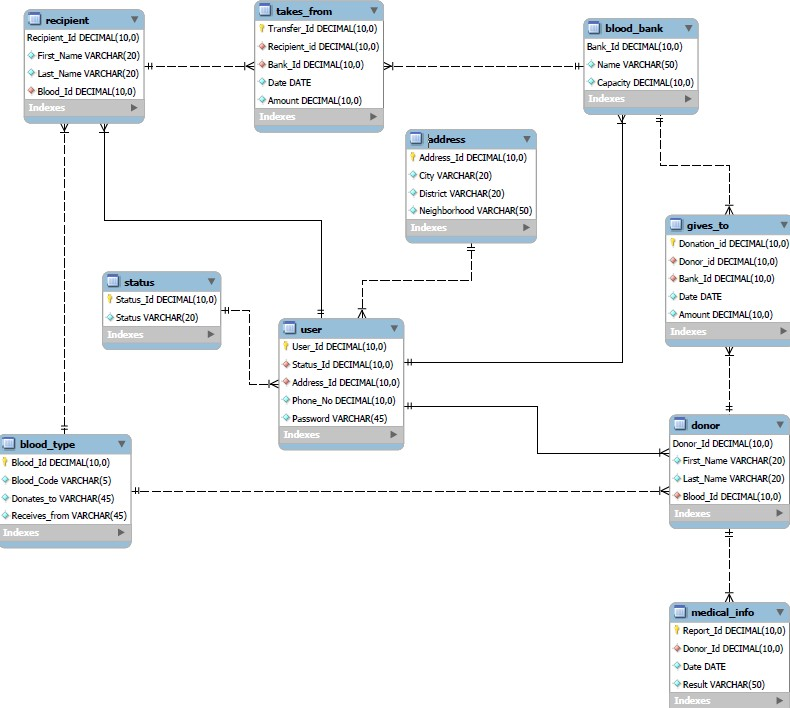 recipient
Recipient_Id DECIMAL(10,0)
First_Name VARCHAR(20)
Last_Name VARCHAR(20)
Blood_Id DECIMAL(10,0)
Indexes
takes_from
Transfer_Id DECIMAL(10,0)
Recipient_id DECIMAL(10,0)
Bank_Id DECIMAL(10,0)
Date DATE
Amount DECIMAL(10,0)
Indexes
blood_bank
Bank_Id DECIMAL(10,0)
Name VARCHAR(50)
Capacity DECIMAL(10,0)
Indexes
address
Address_Id DECIMAL(10,0)
City VARCHAR(20)
District VARCHAR(20)
Neighborhood VARCHAR(50)
Indexes
gives_to
Donation_id DECIMAL(10,0)
Donor_id DECIMAL(10,0)
Bank_Id DECIMAL(10,0)
Date DATE
Amount DECIMAL(10,0)
Indexes
status
Status_Id DECIMAL(10,0)
Status VARCHAR(20)
Indexes
user
User_Id DECIMAL(10,0)
Status_Id DECIMAL(10,0)
Address_Id DECIMAL(10,0)
Phone_No DECIMAL(10,0)
Password VARCHAR(45)
Indexes
blood_type
Blood_Id DECIMAL(10,0)
Blood_Code VARCHAR(5)
Donates_to VARCHAR(45)
Receives_from VARCHAR(45)
Indexes
donor
Donor_Id DECIMAL(10,0)
First_Name VARCHAR(20)
Last_Name VARCHAR(20)
Blood_Id DECIMAL(10,0)
Indexes
medical_info
Report_Id DECIMAL(10,0)
Donor_Id DECIMAL(10,0)
Date DATE
Result VARCHAR(50)
Indexes